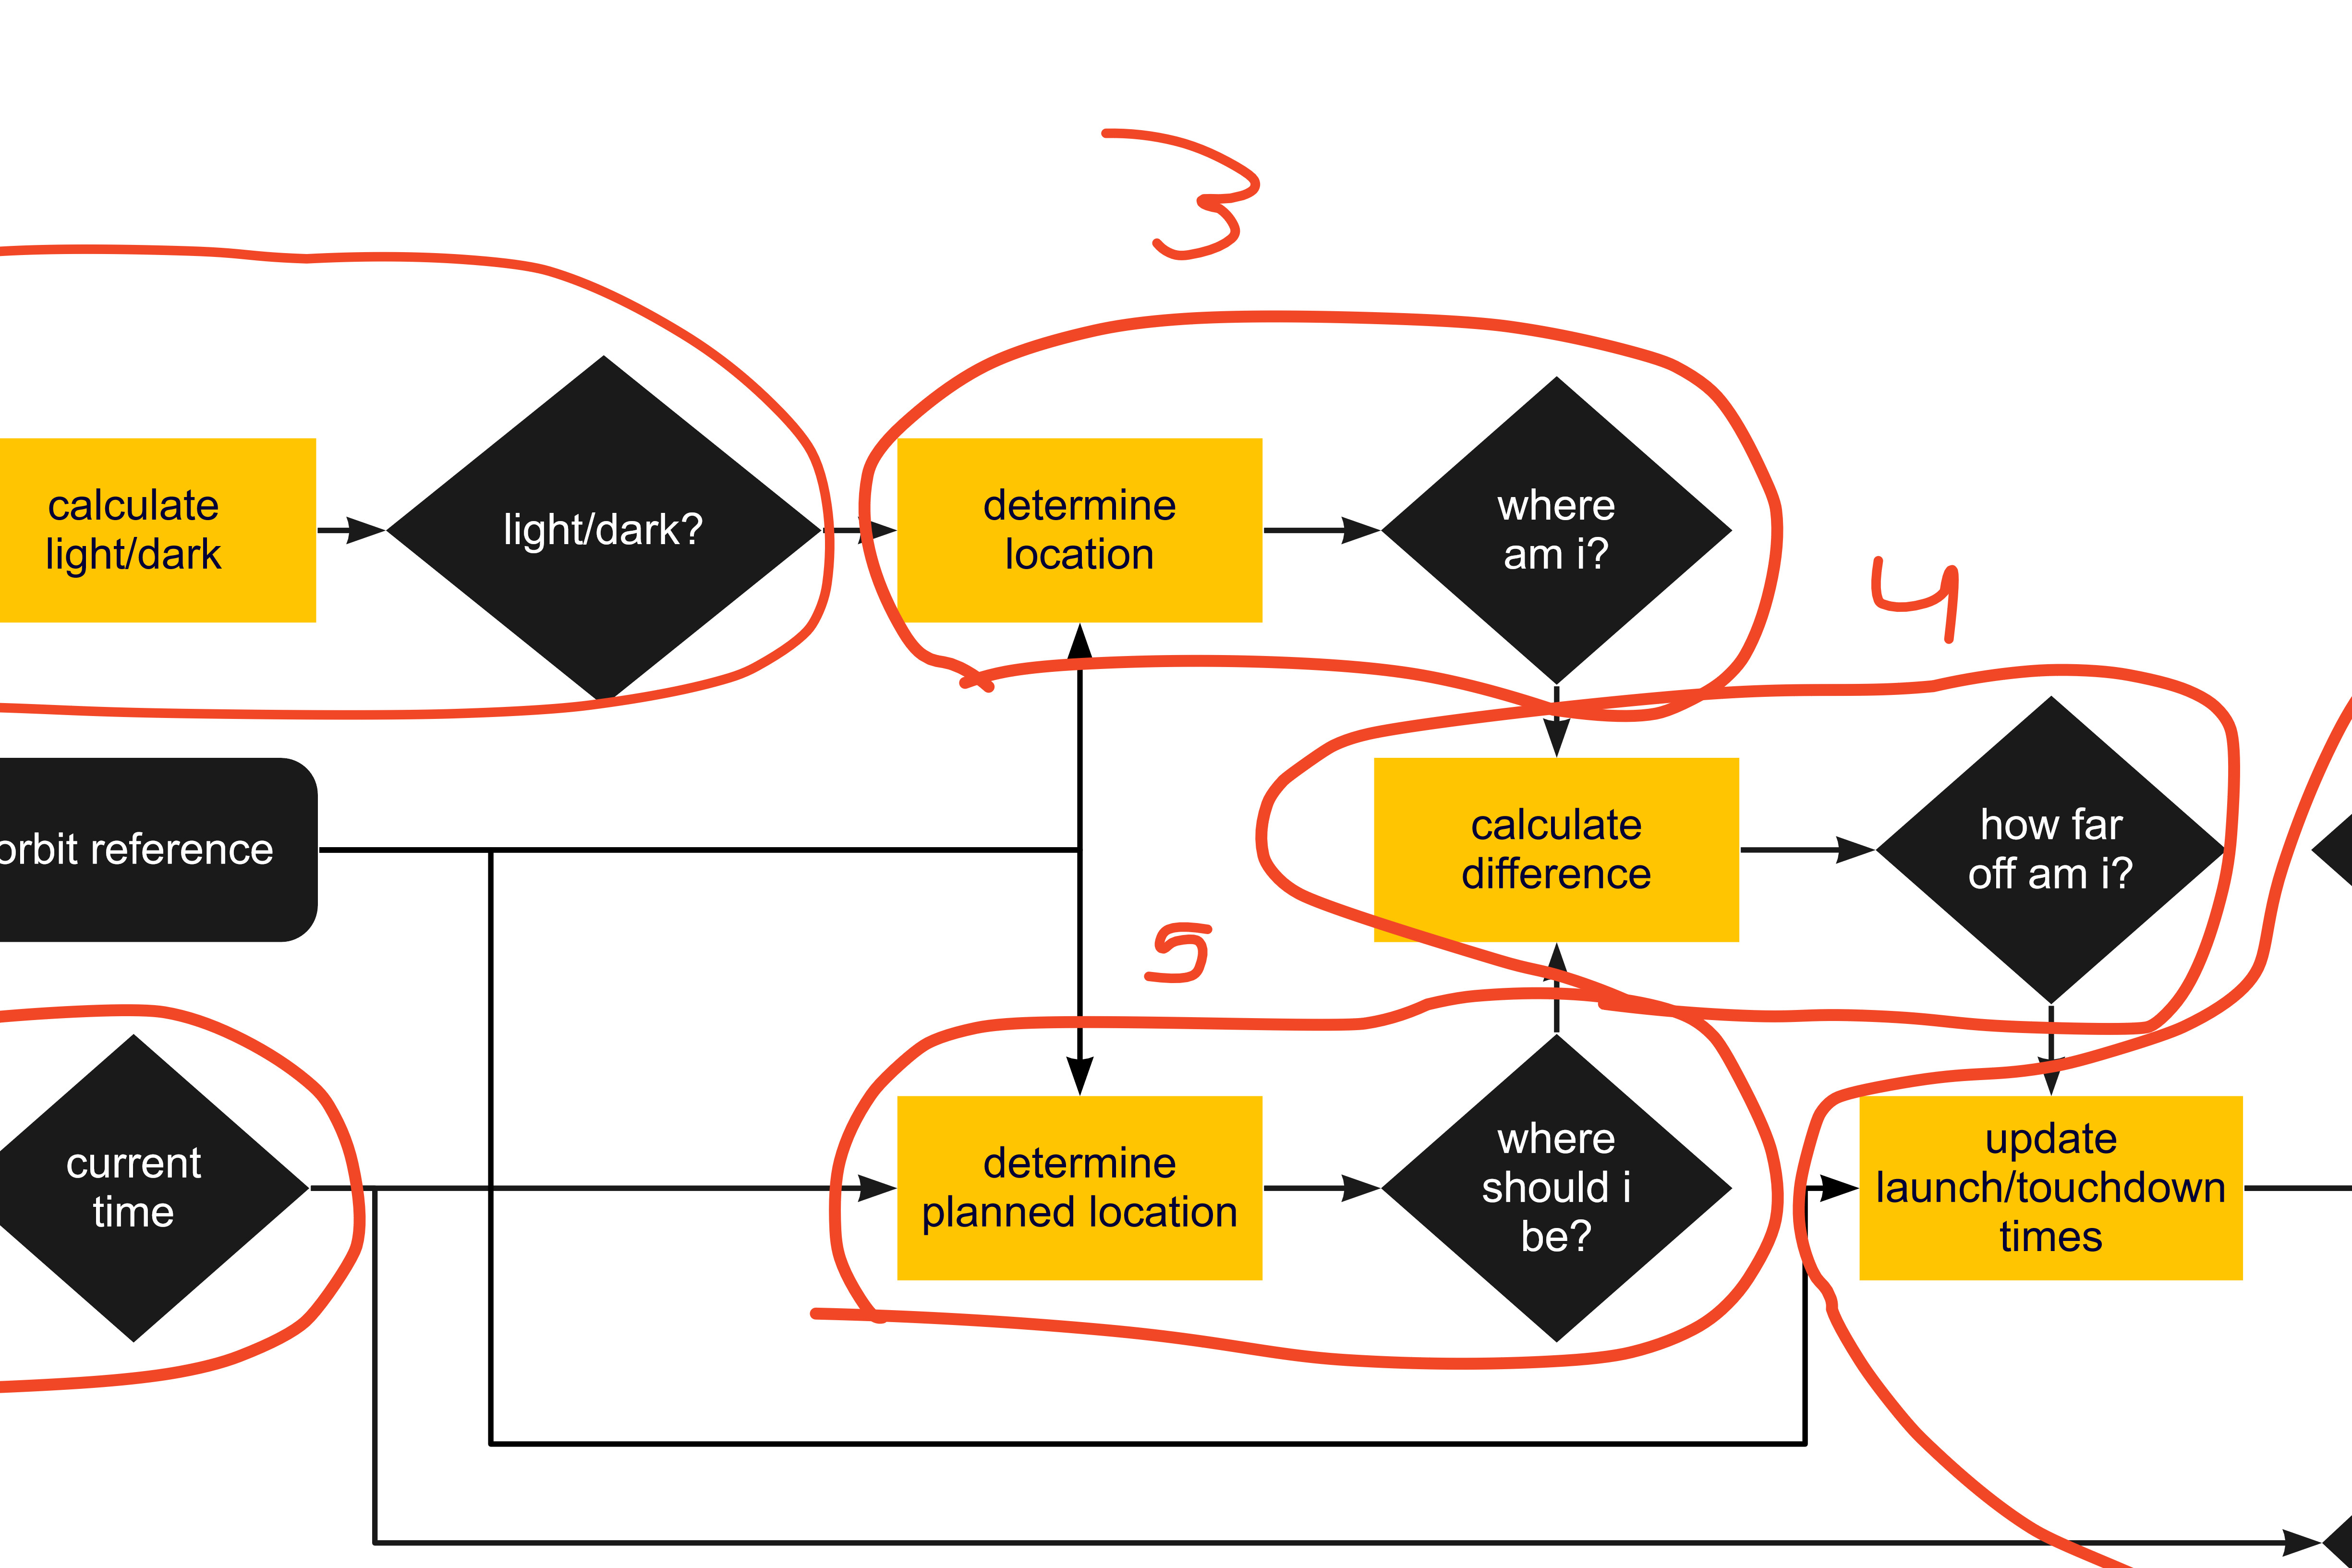 3
calculate
light/dark
light/dark?
determine
location
where
am i?
4
orbit reference
calculate
difference
how far
off am i?
5
current
time
determine
planned location
where
should i
be?
update
launch/touchdown
times